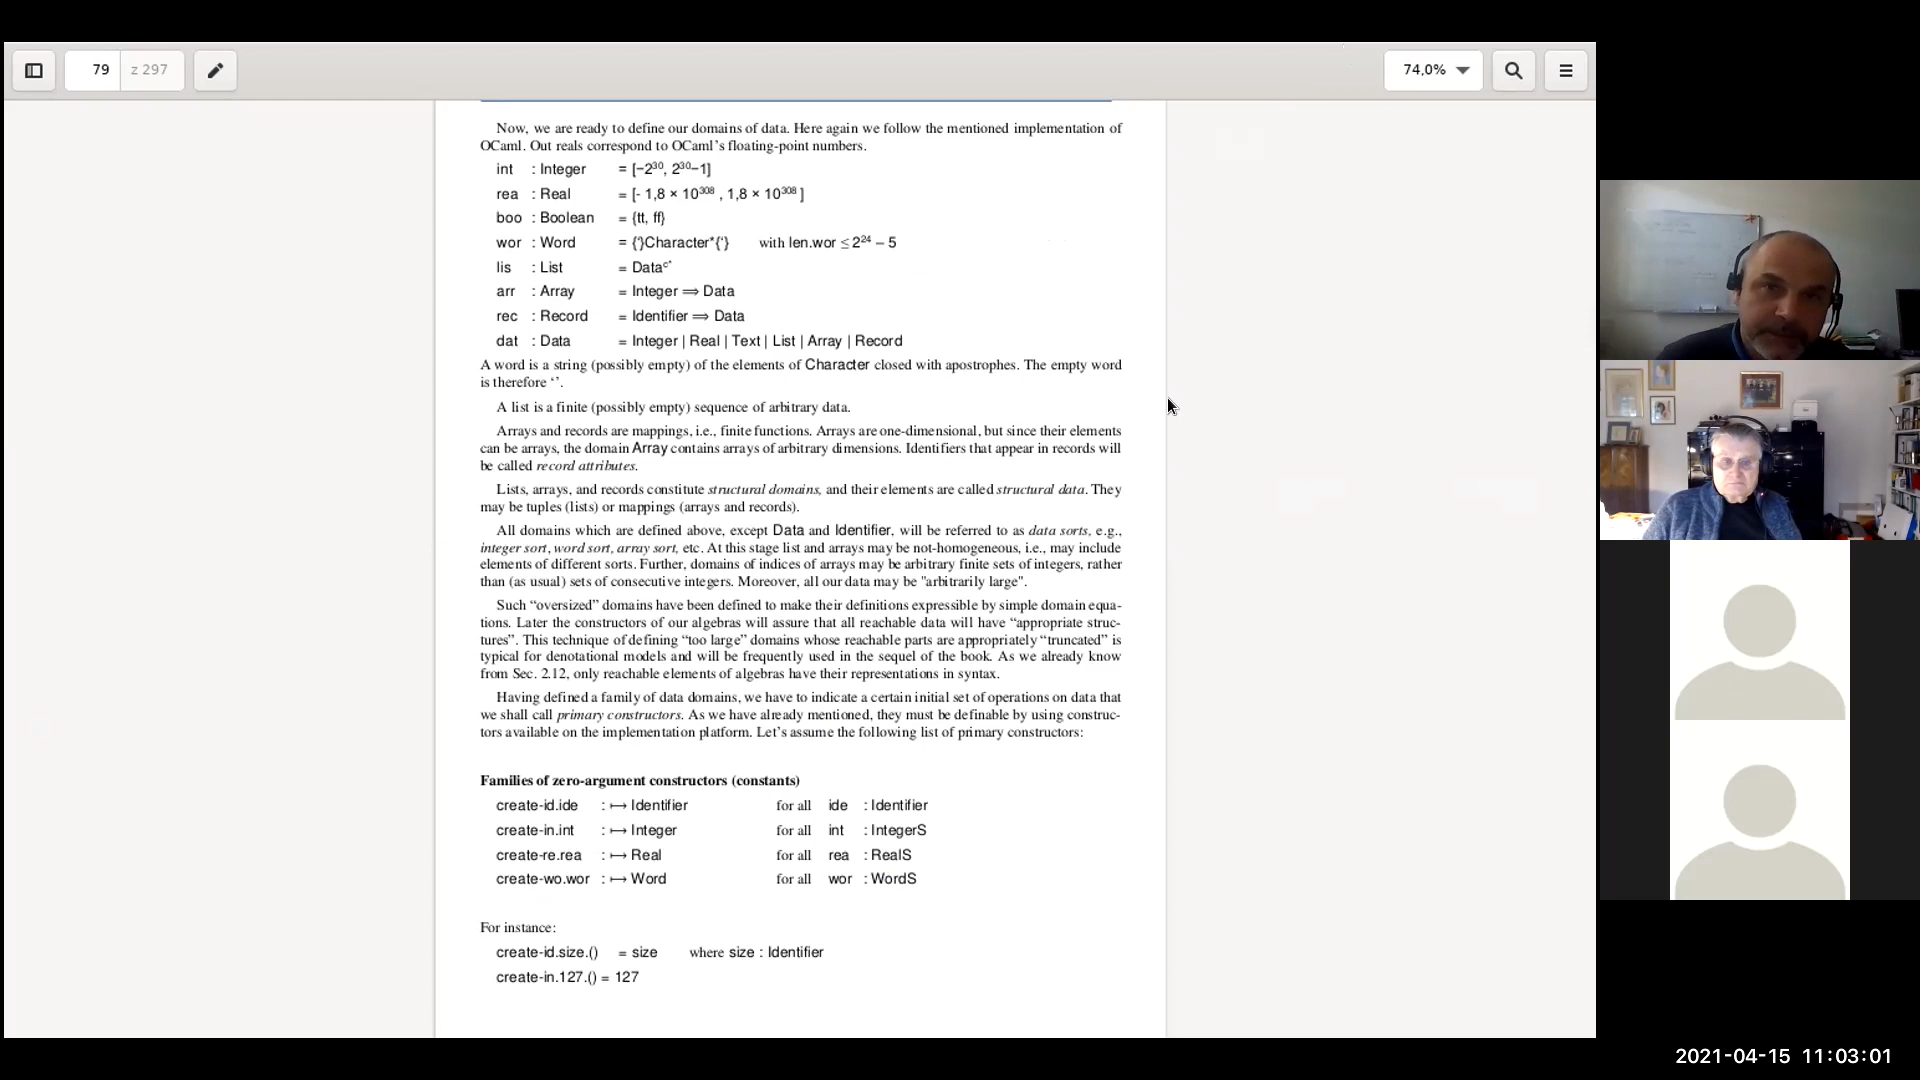 79 z 297 74,0%
Now, we are ready to define our domains of data. Here again we follow the mentioned implementation of
OCaml. Out reals correspond to OCaml's floating-point numbers.
int : Integer = [−2³⁰, 2³⁰−1]
rea : Real = [- 1,8 × 10³⁰⁸ , 1,8 × 10³⁰⁸ ]
boo : Boolean = {tt, ff}
wor : Word = {'}Character*{'} with len.wor ≤ 2²⁴ – 5
lis : List = Dataᶜ*
arr : Array = Integer ⟹ Data
rec : Record = Identifier ⟹ Data
dat : Data = Integer | Real | Text | List | Array | Record
A word is a string (possibly empty) of the elements of Character closed with apostrophes. The empty word
is therefore ‘’.
A list is a finite (possibly empty) sequence of arbitrary data.
Arrays and records are mappings, i.e., finite functions. Arrays are one-dimensional, but since their elements
can be arrays, the domain Array contains arrays of arbitrary dimensions. Identifiers that appear in records will
be called record attributes.
Lists, arrays, and records constitute structural domains, and their elements are called structural data. They
may be tuples (lists) or mappings (arrays and records).
All domains which are defined above, except Data and Identifier, will be referred to as data sorts, e.g.,
integer sort, word sort, array sort, etc. At this stage list and arrays may be not-homogeneous, i.e., may include
elements of different sorts. Further, domains of indices of arrays may be arbitrary finite sets of integers, rather
than (as usual) sets of consecutive integers. Moreover, all our data may be "arbitrarily large".
Such “oversized” domains have been defined to make their definitions expressible by simple domain equa-
tions. Later the constructors of our algebras will assure that all reachable data will have “appropriate struc-
tures”. This technique of defining “too large” domains whose reachable parts are appropriately “truncated” is
typical for denotational models and will be frequently used in the sequel of the book. As we already know
from Sec. 2.12, only reachable elements of algebras have their representations in syntax.
Having defined a family of data domains, we have to indicate a certain initial set of operations on data that
we shall call primary constructors. As we have already mentioned, they must be definable by using construc-
tors available on the implementation platform. Let’s assume the following list of primary constructors:
Families of zero-argument constructors (constants)
create-id.ide : ↦ Identifier for all ide : Identifier
create-in.int : ↦ Integer for all int : IntegerS
create-re.rea : ↦ Real for all rea : RealS
create-wo.wor : ↦ Word for all wor : WordS
For instance:
create-id.size.() = size where size : Identifier
create-in.127.() = 127
2021-04-15 11:03:01